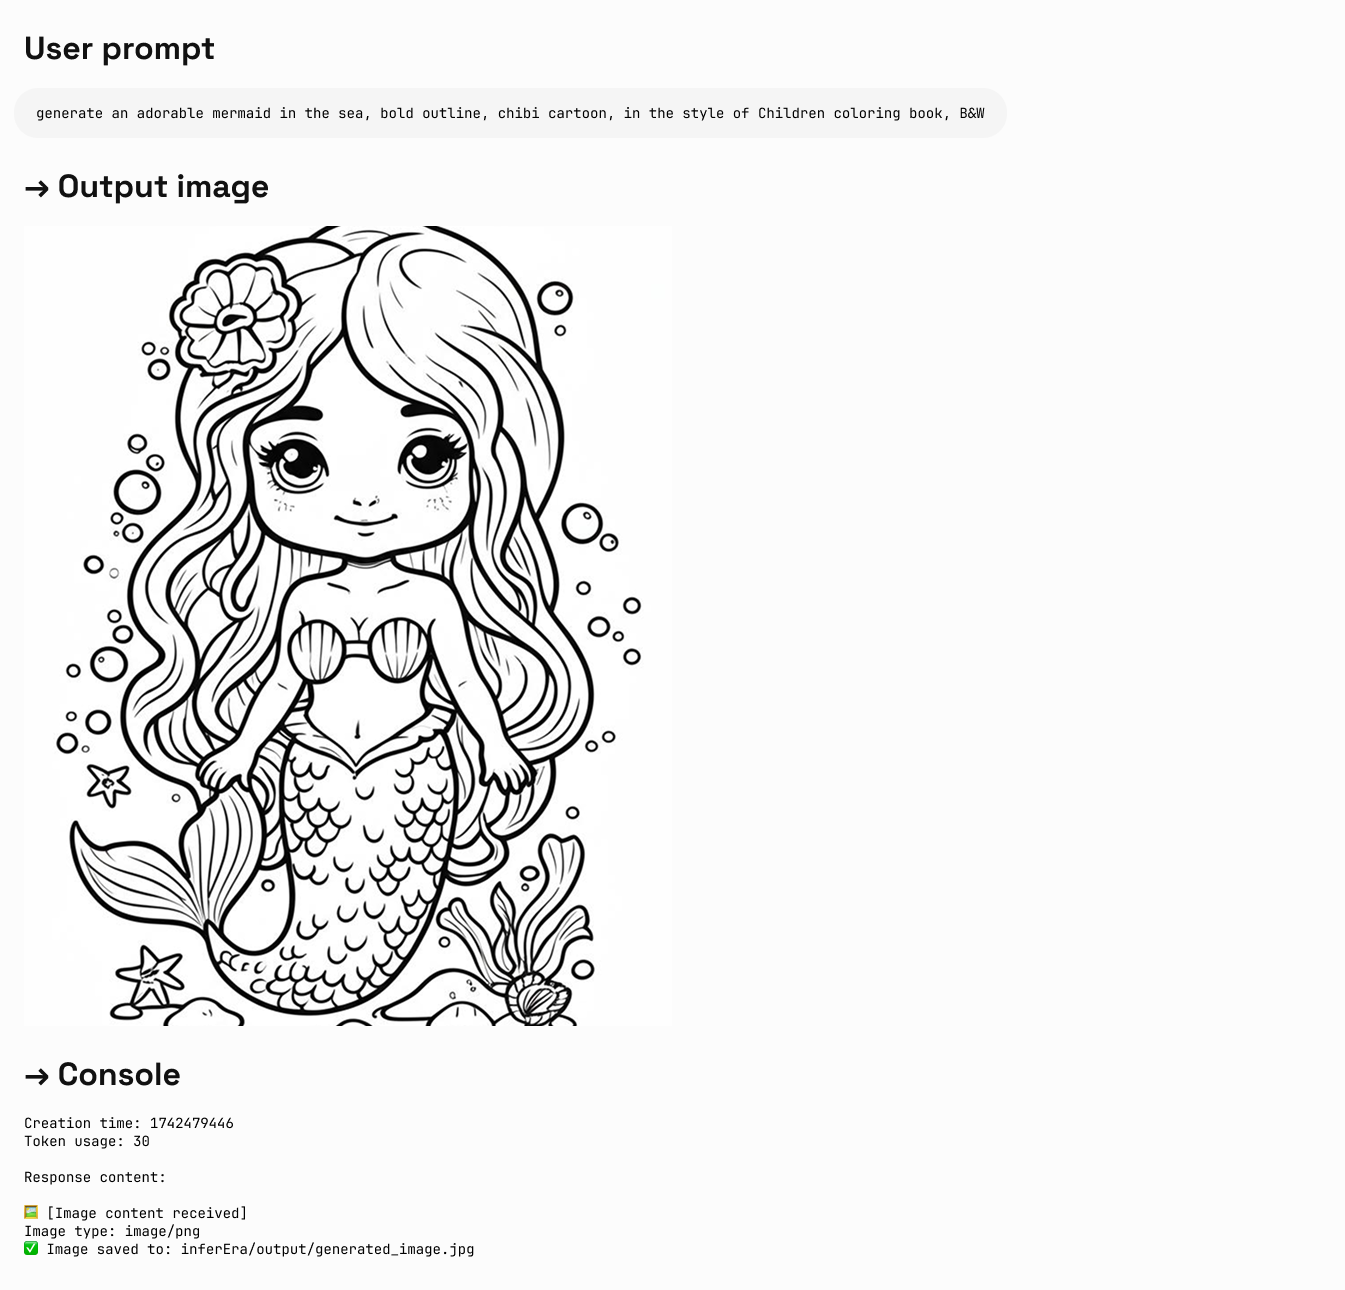 User prompt
generate an adorable mermaid in the sea, bold outline, chibi cartoon, in the style of Children coloring book, B&W
→ Output image
→ Console
Creation time: 1742479446
Token usage: 30
Response content:
🖼️ [Image content received]
Image type: image/png
✅ Image saved to: inferEra/output/generated_image.jpg